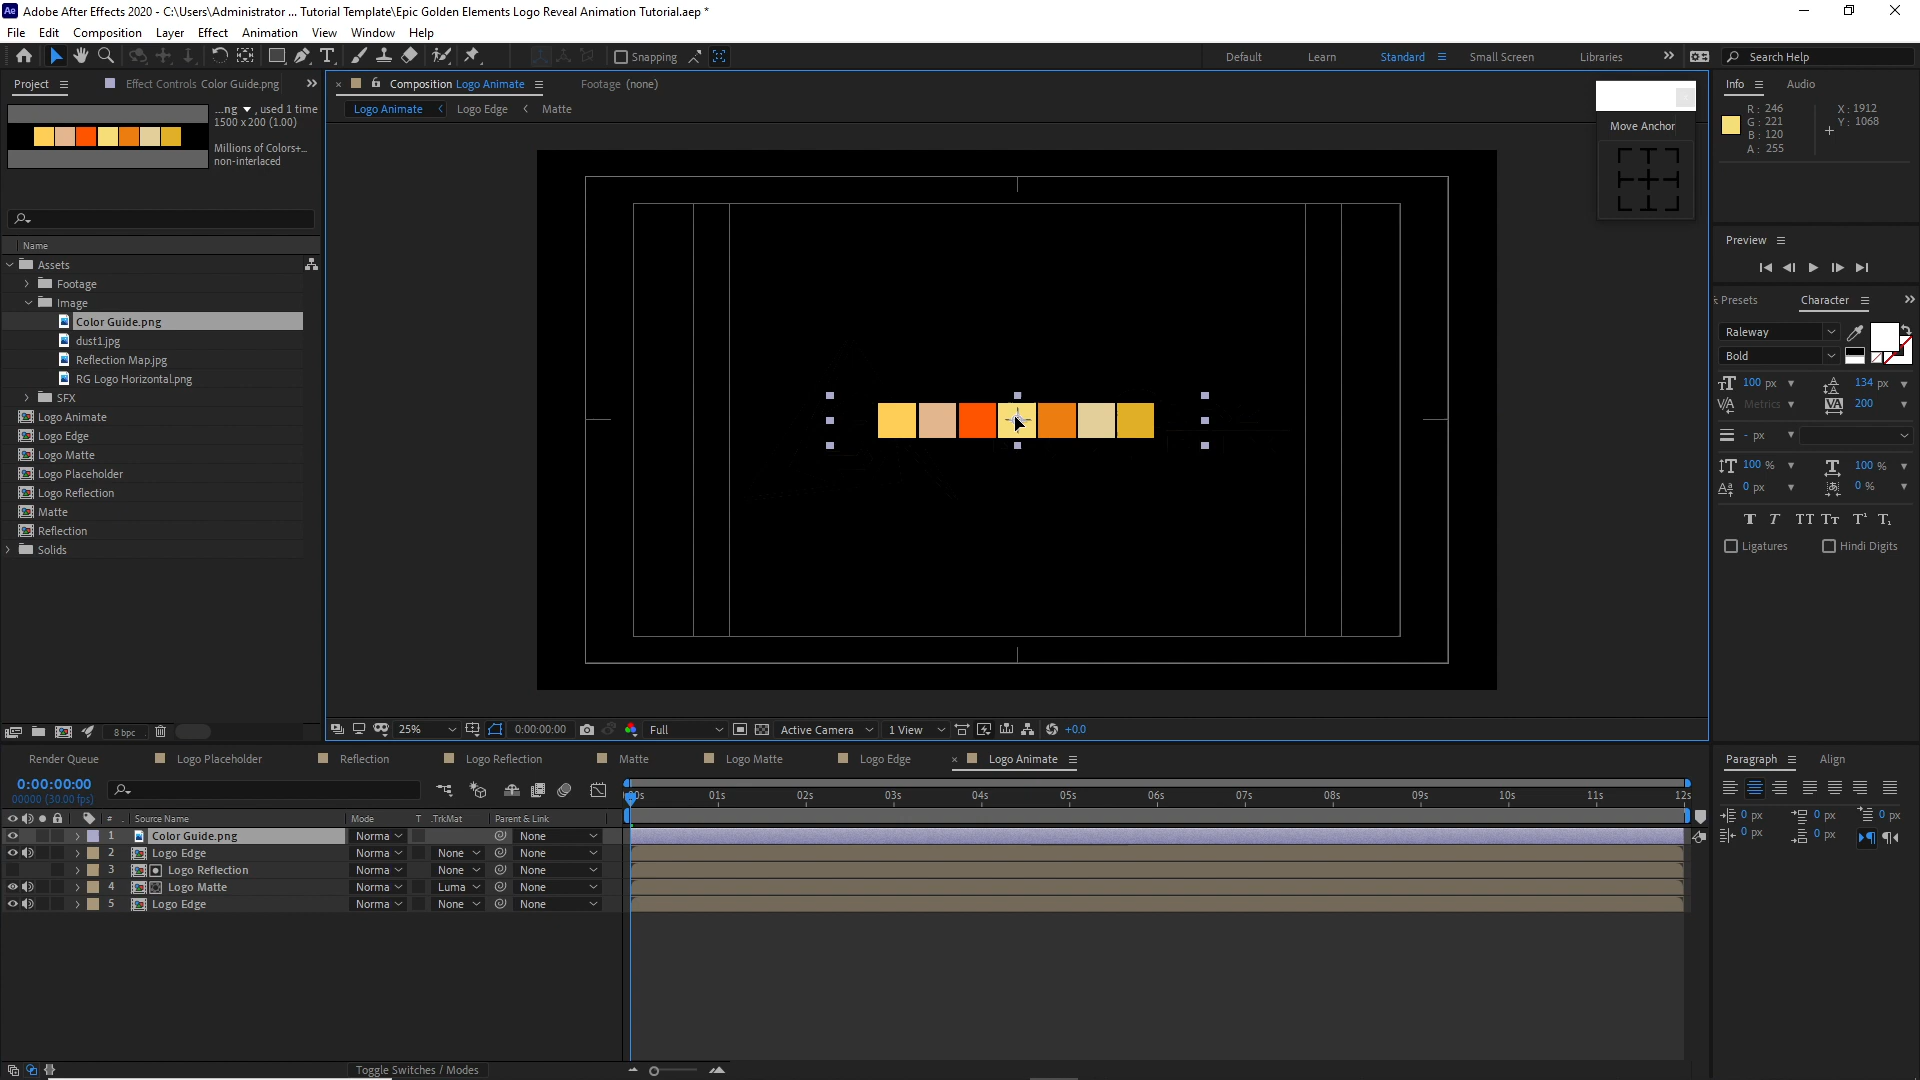 Adobe After Effects 2020 - C:\Users\Administrator ... Tutorial Template\Epic Golden Elements Logo Reveal Animation Tutorial.aep *
File Edit Composition Layer Effect Animation View Window Help
Snapping
Default Learn Standard Small Screen Libraries
Search Help
Project
Effect Controls Color Guide.png
Composition Logo Animate
Footage (none)
Info Audio
...ng ▼ , used 1 time
1500 x 200 (1.00)
Millions of Colors+...
non-interlaced
Logo Animate Logo Edge Matte
R: 246
G: 221
B: 120
A: 255
X: 1912
Y: 1068
Move Anchor
Name
Assets
Footage
Image
Color Guide.png
dust1.jpg
Reflection Map.jpg
RG Logo Horizontal.png
SFX
Logo Animate
Logo Edge
Logo Matte
Logo Placeholder
Logo Reflection
Matte
Reflection
Solids
Preview
Presets Character
Raleway
Bold
100 px 134 px
Metrics 200
- px
100 % 100 %
0 px 0 %
T T TT Tt T¹ T₁
Ligatures Hindi Digits
8 bpc
25% 0:00:00:00 Full Active Camera 1 View +0.0
Render Queue Logo Placeholder Reflection Logo Reflection Matte Logo Matte Logo Edge Logo Animate
0:00:00:00
00000 (30.00 fps)
00s 01s 02s 03s 04s 05s 06s 07s 08s 09s 10s 11s 12s
# Source Name Mode T .TrkMat Parent & Link
1 Color Guide.png Norma None
2 Logo Edge Norma None None
3 Logo Reflection Norma None None
4 Logo Matte Norma Luma None
5 Logo Edge Norma None None
Toggle Switches / Modes
Paragraph Align
0 px 0 px 0 px
0 px 0 px